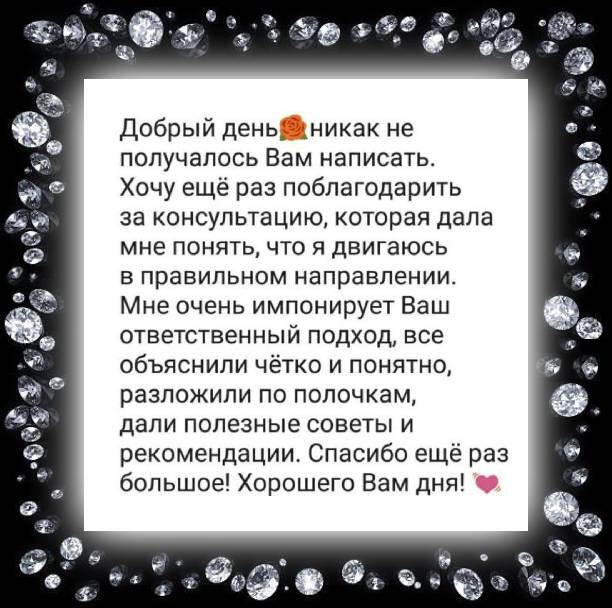 Добрый день🌹никак не
получалось Вам написать.
Хочу ещё раз поблагодарить
за консультацию, которая дала
мне понять, что я двигаюсь
в правильном направлении.
Мне очень импонирует Ваш
ответственный подход, все
объяснили чётко и понятно,
разложили по полочкам,
дали полезные советы и
рекомендации. Спасибо ещё раз
большое! Хорошего Вам дня! 💘